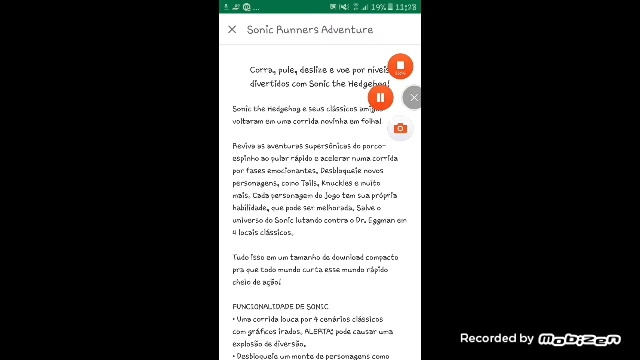 ... 19% 11:28
× Sonic Runners Adventure
Corra, pule, deslize e voe por níveis
divertidos com Sonic the Hedgehog!
Sonic the Hedgehog e seus clássicos amigos
voltaram em uma corrida novinha em folha!
Reviva as aventuras supersônicas do porco-
espinho ao pular rápido e acelerar numa corrida
por fases emocionantes. Desbloqueie novos
personagens, como Tails, Knuckles e muito
mais. Cada personagem do jogo tem sua própria
habilidade, que pode ser melhorada. Salve o
universo do Sonic lutando contra o Dr. Eggman em
4 locais clássicos.
Tudo isso em um tamanho de download compacto
pra que todo mundo curta esse mundo rápido
cheio de ação!
FUNCIONALIDADE DE SONIC
• Uma corrida louca por 4 cenários clássicos
com gráficos irados. ALERTA: pode causar uma
explosão de diversão.
• Desbloqueia um monte de personagens como
Recorded by Mobizen